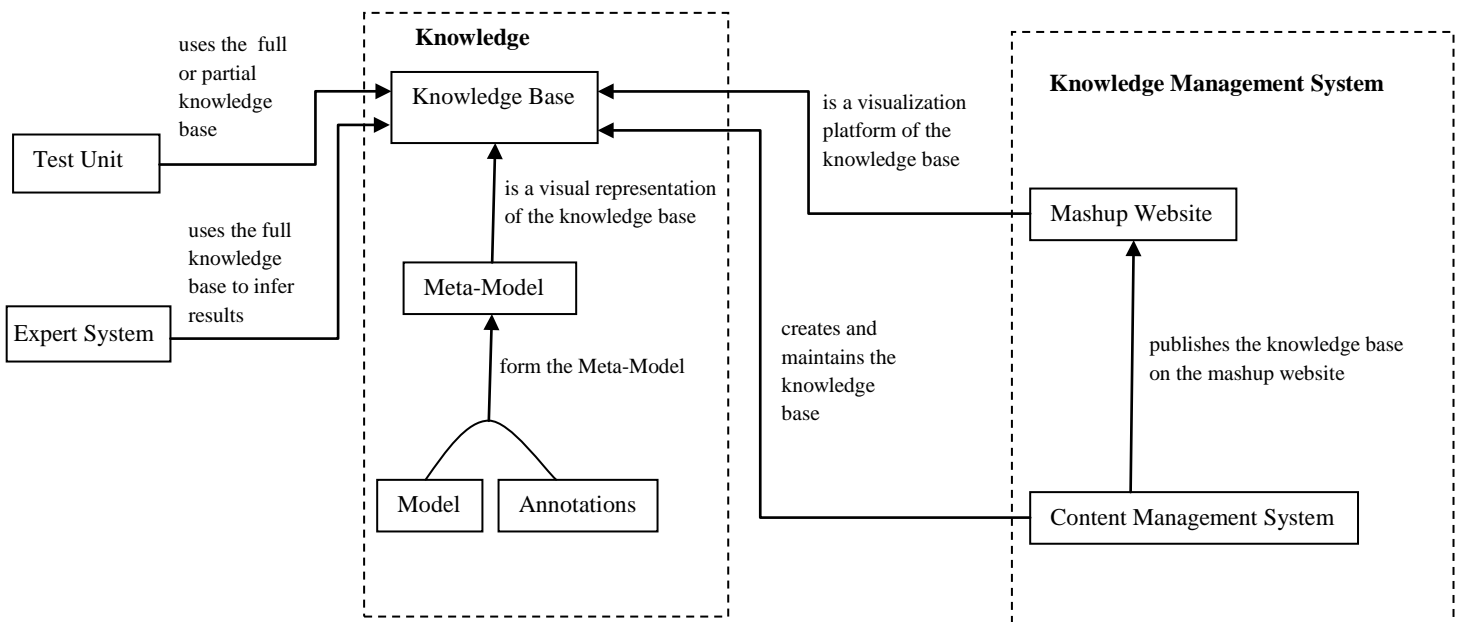 uses the full
or partial
knowledge
base
Test Unit
uses the full
knowledge
base to infer
results
Expert System
Knowledge
Knowledge Base
is a visual representation
of the knowledge base
Meta-Model
form the Meta-Model
Model
Annotations
is a visualization
platform of the
knowledge base
creates and
maintains the
knowledge
base
Knowledge Management System
Mashup Website
publishes the knowledge base
on the mashup website
Content Management System